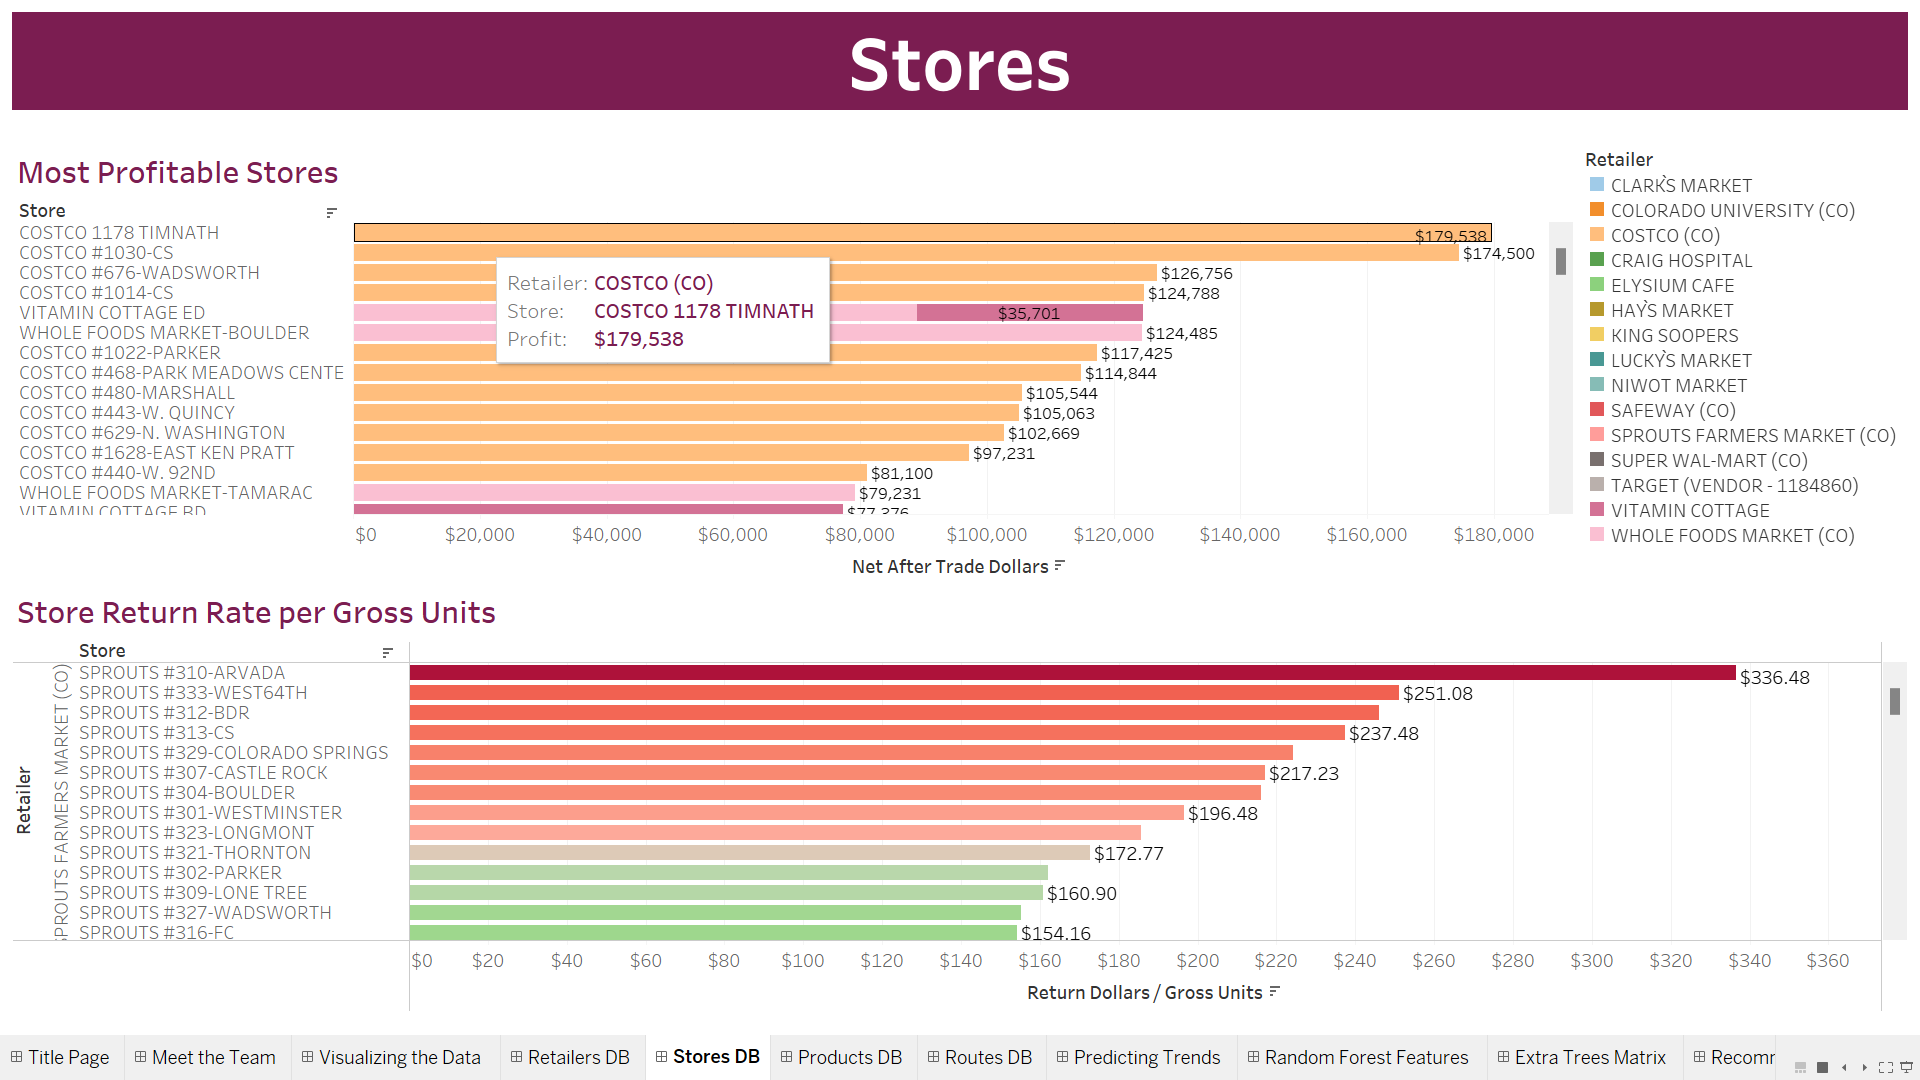 Stores
Most Profitable Stores
Store
COSTCO 1178 TIMNATH
$179,538
COSTCO #1030-CS
$174,500
COSTCO #676-WADSWORTH
$126,756
COSTCO #1014-CS
$124,788
VITAMIN COTTAGE ED
$35,701
WHOLE FOODS MARKET-BOULDER
$124,485
COSTCO #1022-PARKER
$117,425
COSTCO #468-PARK MEADOWS CENTE
$114,844
COSTCO #480-MARSHALL
$105,544
COSTCO #443-W. QUINCY
$105,063
COSTCO #629-N. WASHINGTON
$102,669
COSTCO #1628-EAST KEN PRATT
$97,231
COSTCO #440-W. 92ND
$81,100
WHOLE FOODS MARKET-TAMARAC
$79,231
VITAMIN COTTAGE BD
$77,376
Retailer: COSTCO (CO)
Store: COSTCO 1178 TIMNATH
Profit: $179,538
$0 $20,000 $40,000 $60,000 $80,000 $100,000 $120,000 $140,000 $160,000 $180,000
Net After Trade Dollars
Retailer
CLARK`S MARKET
COLORADO UNIVERSITY (CO)
COSTCO (CO)
CRAIG HOSPITAL
ELYSIUM CAFE
HAY`S MARKET
KING SOOPERS
LUCKY`S MARKET
NIWOT MARKET
SAFEWAY (CO)
SPROUTS FARMERS MARKET (CO)
SUPER WAL-MART (CO)
TARGET (VENDOR - 1184860)
VITAMIN COTTAGE
WHOLE FOODS MARKET (CO)
Store Return Rate per Gross Units
Store
Retailer
SPROUTS FARMERS MARKET (CO)
SPROUTS #310-ARVADA
$336.48
SPROUTS #333-WEST64TH
$251.08
SPROUTS #312-BDR
SPROUTS #313-CS
$237.48
SPROUTS #329-COLORADO SPRINGS
SPROUTS #307-CASTLE ROCK
$217.23
SPROUTS #304-BOULDER
SPROUTS #301-WESTMINSTER
$196.48
SPROUTS #323-LONGMONT
SPROUTS #321-THORNTON
$172.77
SPROUTS #302-PARKER
SPROUTS #309-LONE TREE
$160.90
SPROUTS #327-WADSWORTH
SPROUTS #316-FC
$154.16
$0 $20 $40 $60 $80 $100 $120 $140 $160 $180 $200 $220 $240 $260 $280 $300 $320 $340 $360
Return Dollars / Gross Units
Title Page Meet the Team Visualizing the Data Retailers DB Stores DB Products DB Routes DB Predicting Trends Random Forest Features Extra Trees Matrix Recomr